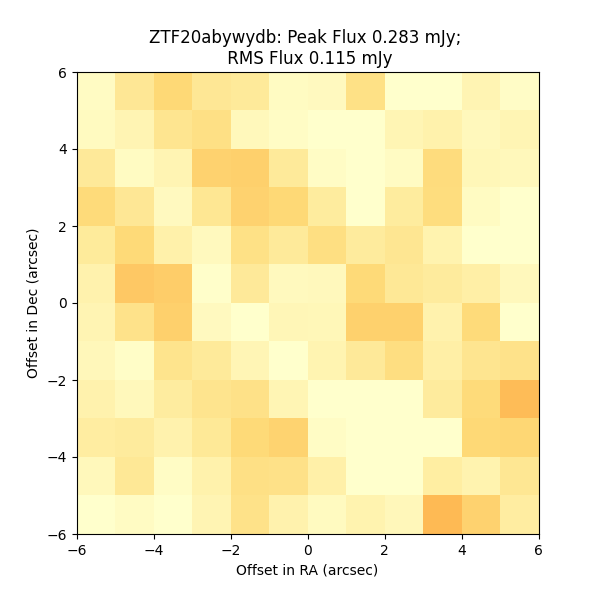 ZTF20abywydb: Peak Flux 0.283 mJy;
RMS Flux 0.115 mJy
6
4
2
0
−2
−4
−6
Offset in Dec (arcsec)
−6 −4 −2 0 2 4 6
Offset in RA (arcsec)